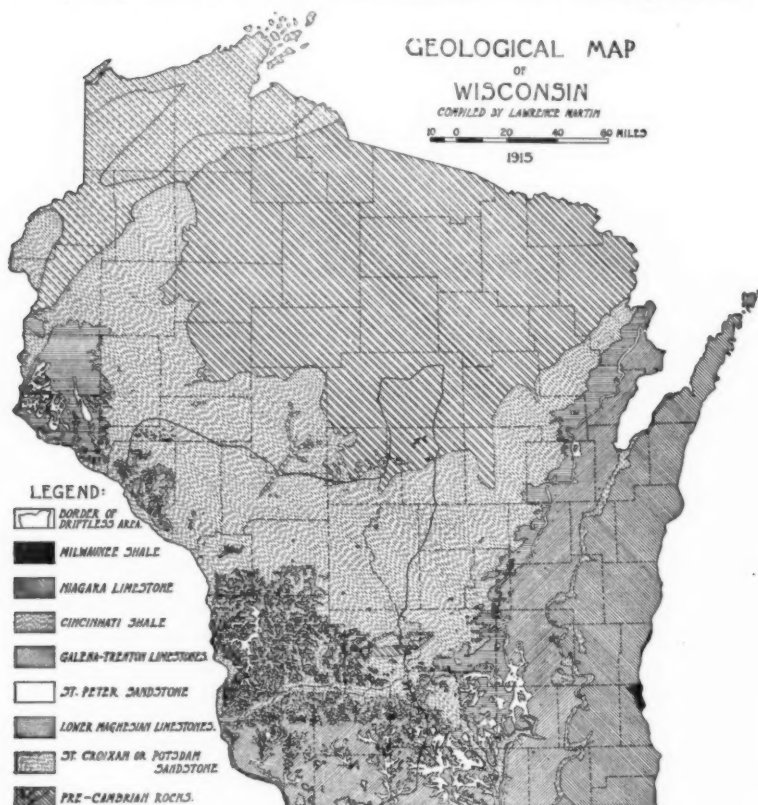 GEOLOGICAL MAP
OF
WISCONSIN
COMPILED BY LAWRENCE MARTIN
10 0 20 40 60 MILES
1915
LEGEND:
BORDER OF
DRIFTLESS AREA
MILWAUKEE SHALE
NIAGARA LIMESTONE
CINCINNATI SHALE
GALENA-TRENTON LIMESTONES.
ST. PETER SANDSTONE
LOWER MAGNESIAN LIMESTONES.
ST. CROIXAN OR POTSDAM
SANDSTONE
PRE-CAMBRIAN ROCKS.